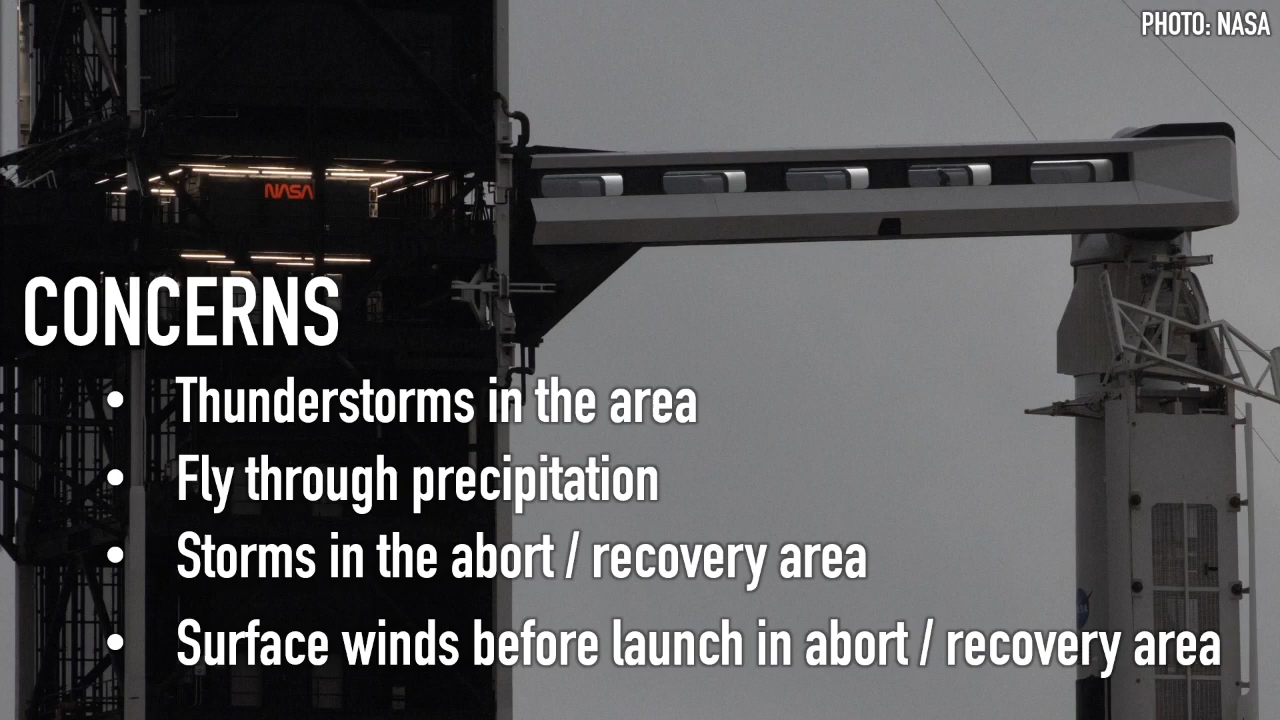 PHOTO: NASA
NASA
CONCERNS
• Thunderstorms in the area
• Fly through precipitation
• Storms in the abort / recovery area
• Surface winds before launch in abort / recovery area